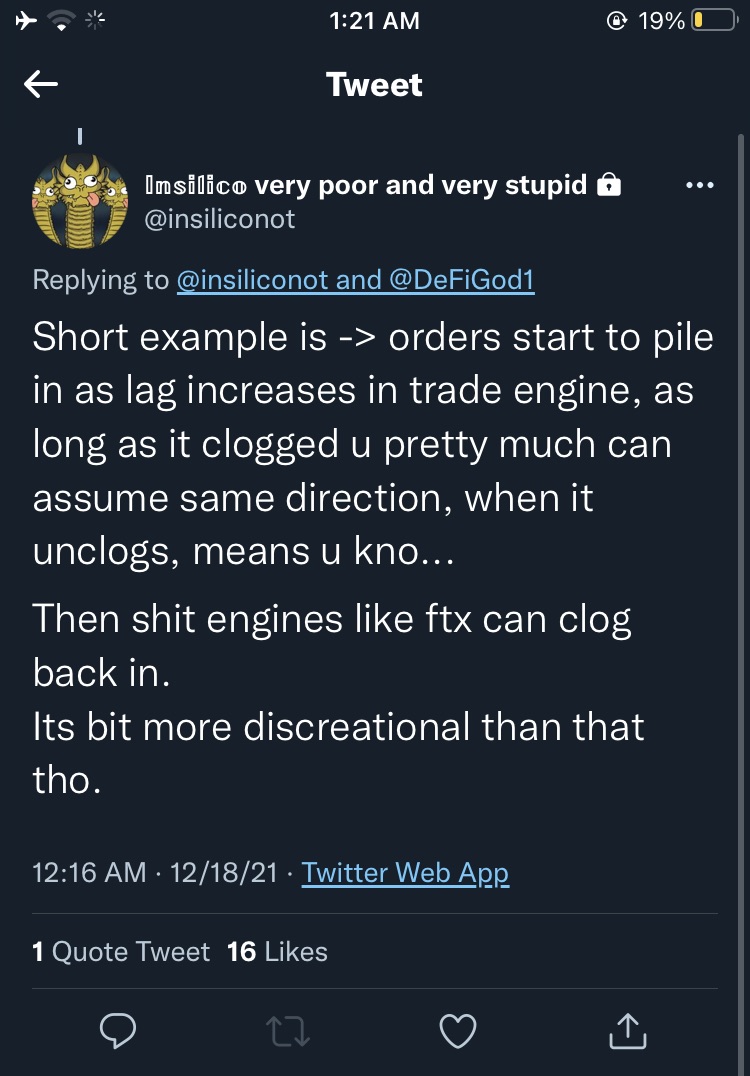 1:21 AM
19%
Tweet
𝕀𝕟𝕤𝕚𝕝𝕚𝕔𝕠 very poor and very stupid
@insiliconot
Replying to @insiliconot and @DeFiGod1
Short example is -> orders start to pile
in as lag increases in trade engine, as
long as it clogged u pretty much can
assume same direction, when it
unclogs, means u kno...
Then shit engines like ftx can clog
back in.
Its bit more discreational than that
tho.
12:16 AM · 12/18/21 · Twitter Web App
1 Quote Tweet 16 Likes